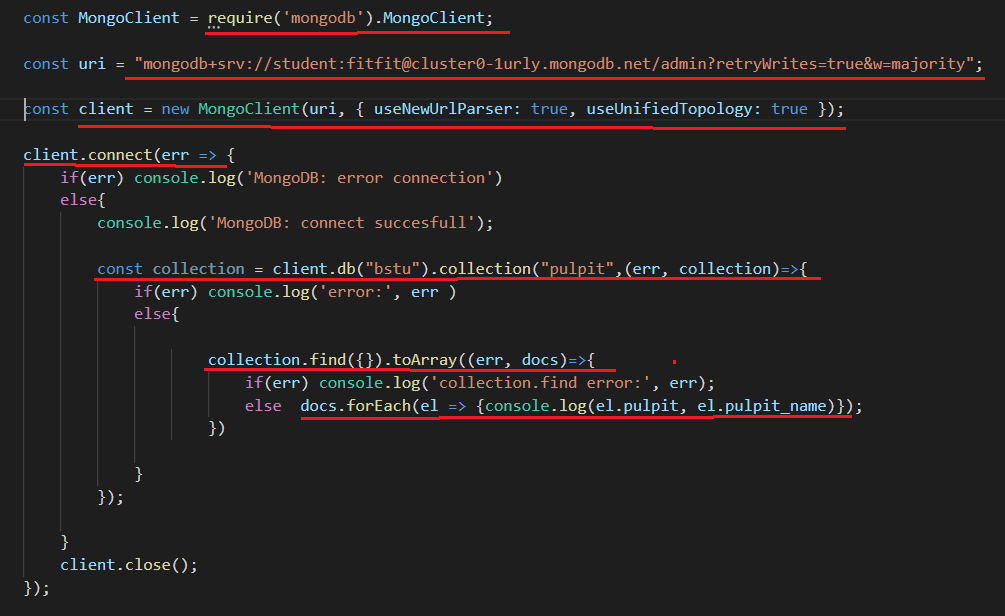 const MongoClient = require('mongodb').MongoClient;
const uri = "mongodb+srv://student:fitfit@cluster0-1urly.mongodb.net/admin?retryWrites=true&w=majority";
const client = new MongoClient(uri, { useNewUrlParser: true, useUnifiedTopology: true });
client.connect(err => {
if(err) console.log('MongoDB: error connection')
else{
console.log('MongoDB: connect succesfull');
const collection = client.db("bstu").collection("pulpit",(err, collection)=>{
if(err) console.log('error:', err )
else{
collection.find({}).toArray((err, docs)=>{
if(err) console.log('collection.find error:', err);
else docs.forEach(el => {console.log(el.pulpit, el.pulpit_name)});
})
}
});
}
client.close();
});